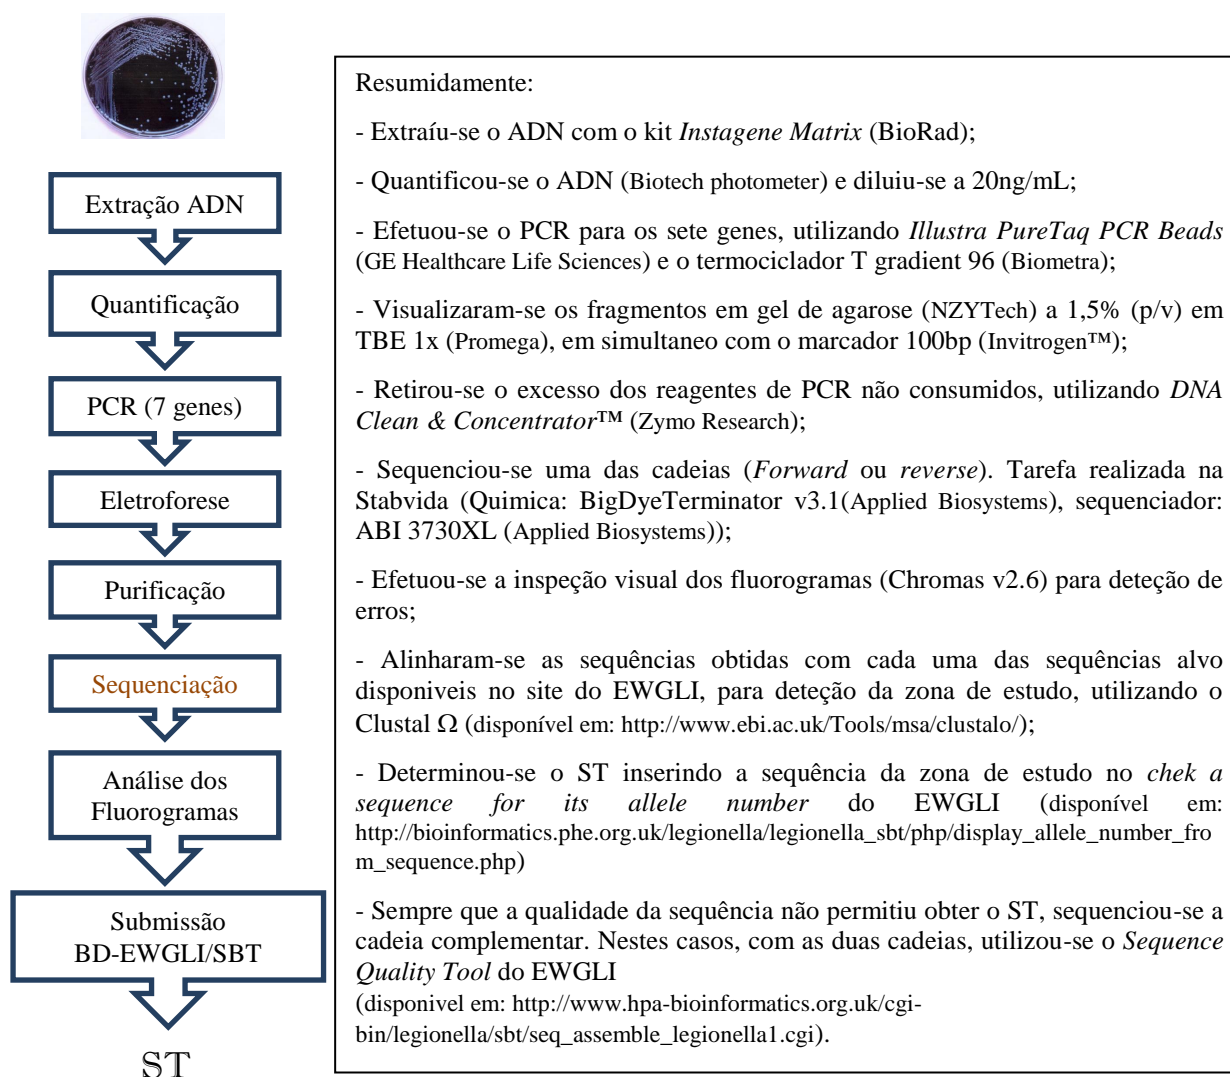 Extração ADN
Quantificação
PCR (7 genes)
Eletroforese
Purificação
Sequenciação
Análise dos
Fluorogramas
Submissão
BD-EWGLI/SBT
ST
Resumidamente:
- Extraíu-se o ADN com o kit Instagene Matrix (BioRad);
- Quantificou-se o ADN (Biotech photometer) e diluiu-se a 20ng/mL;
- Efetuou-se o PCR para os sete genes, utilizando Illustra PureTaq PCR Beads
(GE Healthcare Life Sciences) e o termociclador T gradient 96 (Biometra);
- Visualizaram-se os fragmentos em gel de agarose (NZYTech) a 1,5% (p/v) em
TBE 1x (Promega), em simultaneo com o marcador 100bp (Invitrogen™);
- Retirou-se o excesso dos reagentes de PCR não consumidos, utilizando DNA
Clean & Concentrator™ (Zymo Research);
- Sequenciou-se uma das cadeias (Forward ou reverse). Tarefa realizada na
Stabvida (Quimica: BigDyeTerminator v3.1(Applied Biosystems), sequenciador:
ABI 3730XL (Applied Biosystems));
- Efetuou-se a inspeção visual dos fluorogramas (Chromas v2.6) para deteção de
erros;
- Alinharam-se as sequências obtidas com cada uma das sequências alvo
disponiveis no site do EWGLI, para deteção da zona de estudo, utilizando o
Clustal Ω (disponível em: http://www.ebi.ac.uk/Tools/msa/clustalo/);
- Determinou-se o ST inserindo a sequência da zona de estudo no chek a
sequence for its allele number do EWGLI (disponível em:
http://bioinformatics.phe.org.uk/legionella/legionella_sbt/php/display_allele_number_fro
m_sequence.php)
- Sempre que a qualidade da sequência não permitiu obter o ST, sequenciou-se a
cadeia complementar. Nestes casos, com as duas cadeias, utilizou-se o Sequence
Quality Tool do EWGLI
(disponivel em: http://www.hpa-bioinformatics.org.uk/cgi-
bin/legionella/sbt/seq_assemble_legionella1.cgi).